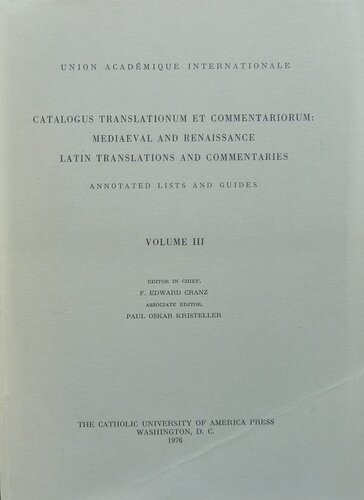 UNION ACADÉMIQUE INTERNATIONALE
CATALOGUS TRANSLATIONUM ET COMMENTARIORUM:
MEDIAEVAL AND RENAISSANCE
LATIN TRANSLATIONS AND COMMENTARIES
ANNOTATED LISTS AND GUIDES
VOLUME III
EDITOR IN CHIEF,
F. EDWARD CRANZ
ASSOCIATE EDITOR,
PAUL OSKAR KRISTELLER
THE CATHOLIC UNIVERSITY OF AMERICA PRESS
WASHINGTON, D. C.
1976